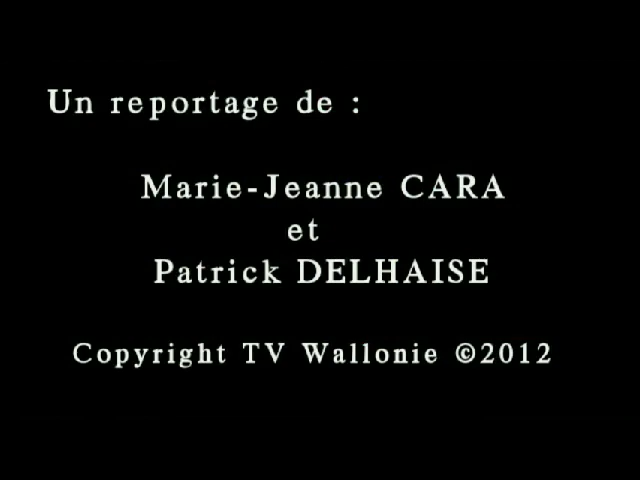 Un reportage de :
Marie-Jeanne CARA
et
Patrick DELHAISE
Copyright TV Wallonie ©2012